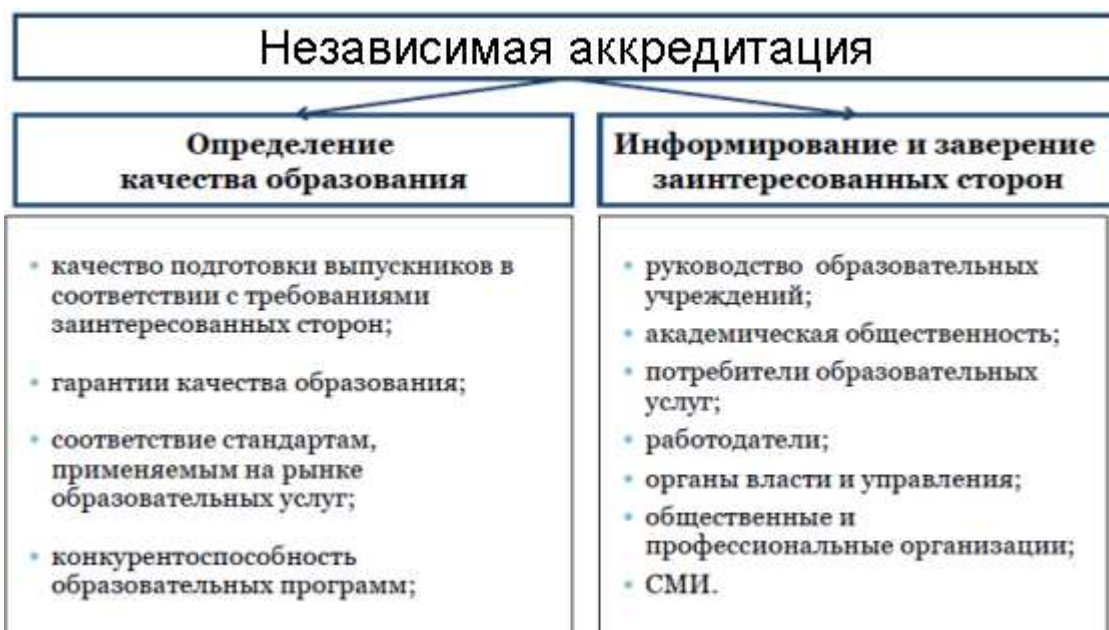 Независимая аккредитация
Определение
качества образования
• качество подготовки выпускников в
соответствии с требованиями
заинтересованных сторон;
• гарантии качества образования;
• соответствие стандартам,
применяемым на рынке
образовательных услуг;
• конкурентоспособность
образовательных программ;
Информирование и заверение
заинтересованных сторон
• руководство образовательных
учреждений;
• академическая общественность;
• потребители образовательных
услуг;
• работодатели;
• органы власти и управления;
• общественные и
профессиональные организации;
• СМИ.